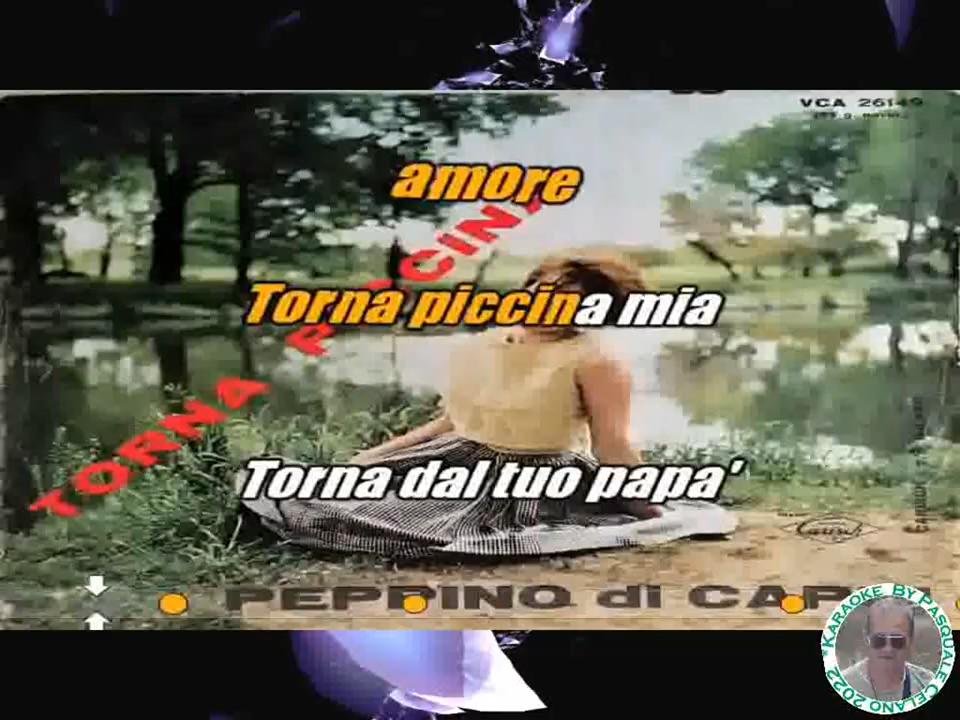 VCA 26149
amore
TORNA PICCIN
Torna piccina mia
Torna dal tuo papa'
PEPPINO di CAP
*KARAOKE BY PASQUALE CELANO 2022